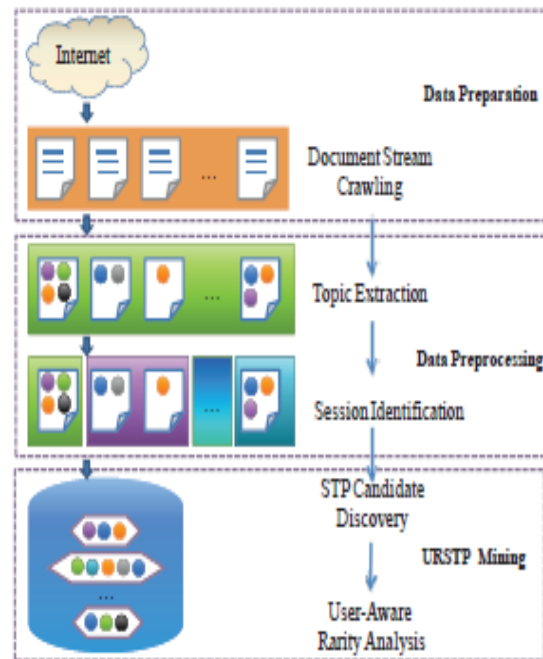 Internet
Data Preparation
Document Stream
Crawling
...
Topic Extraction
...
Data Preprocessing
...
Session Identification
STP Candidate
Discovery
URSTP Mining
...
User-Aware
Rarity Analysis